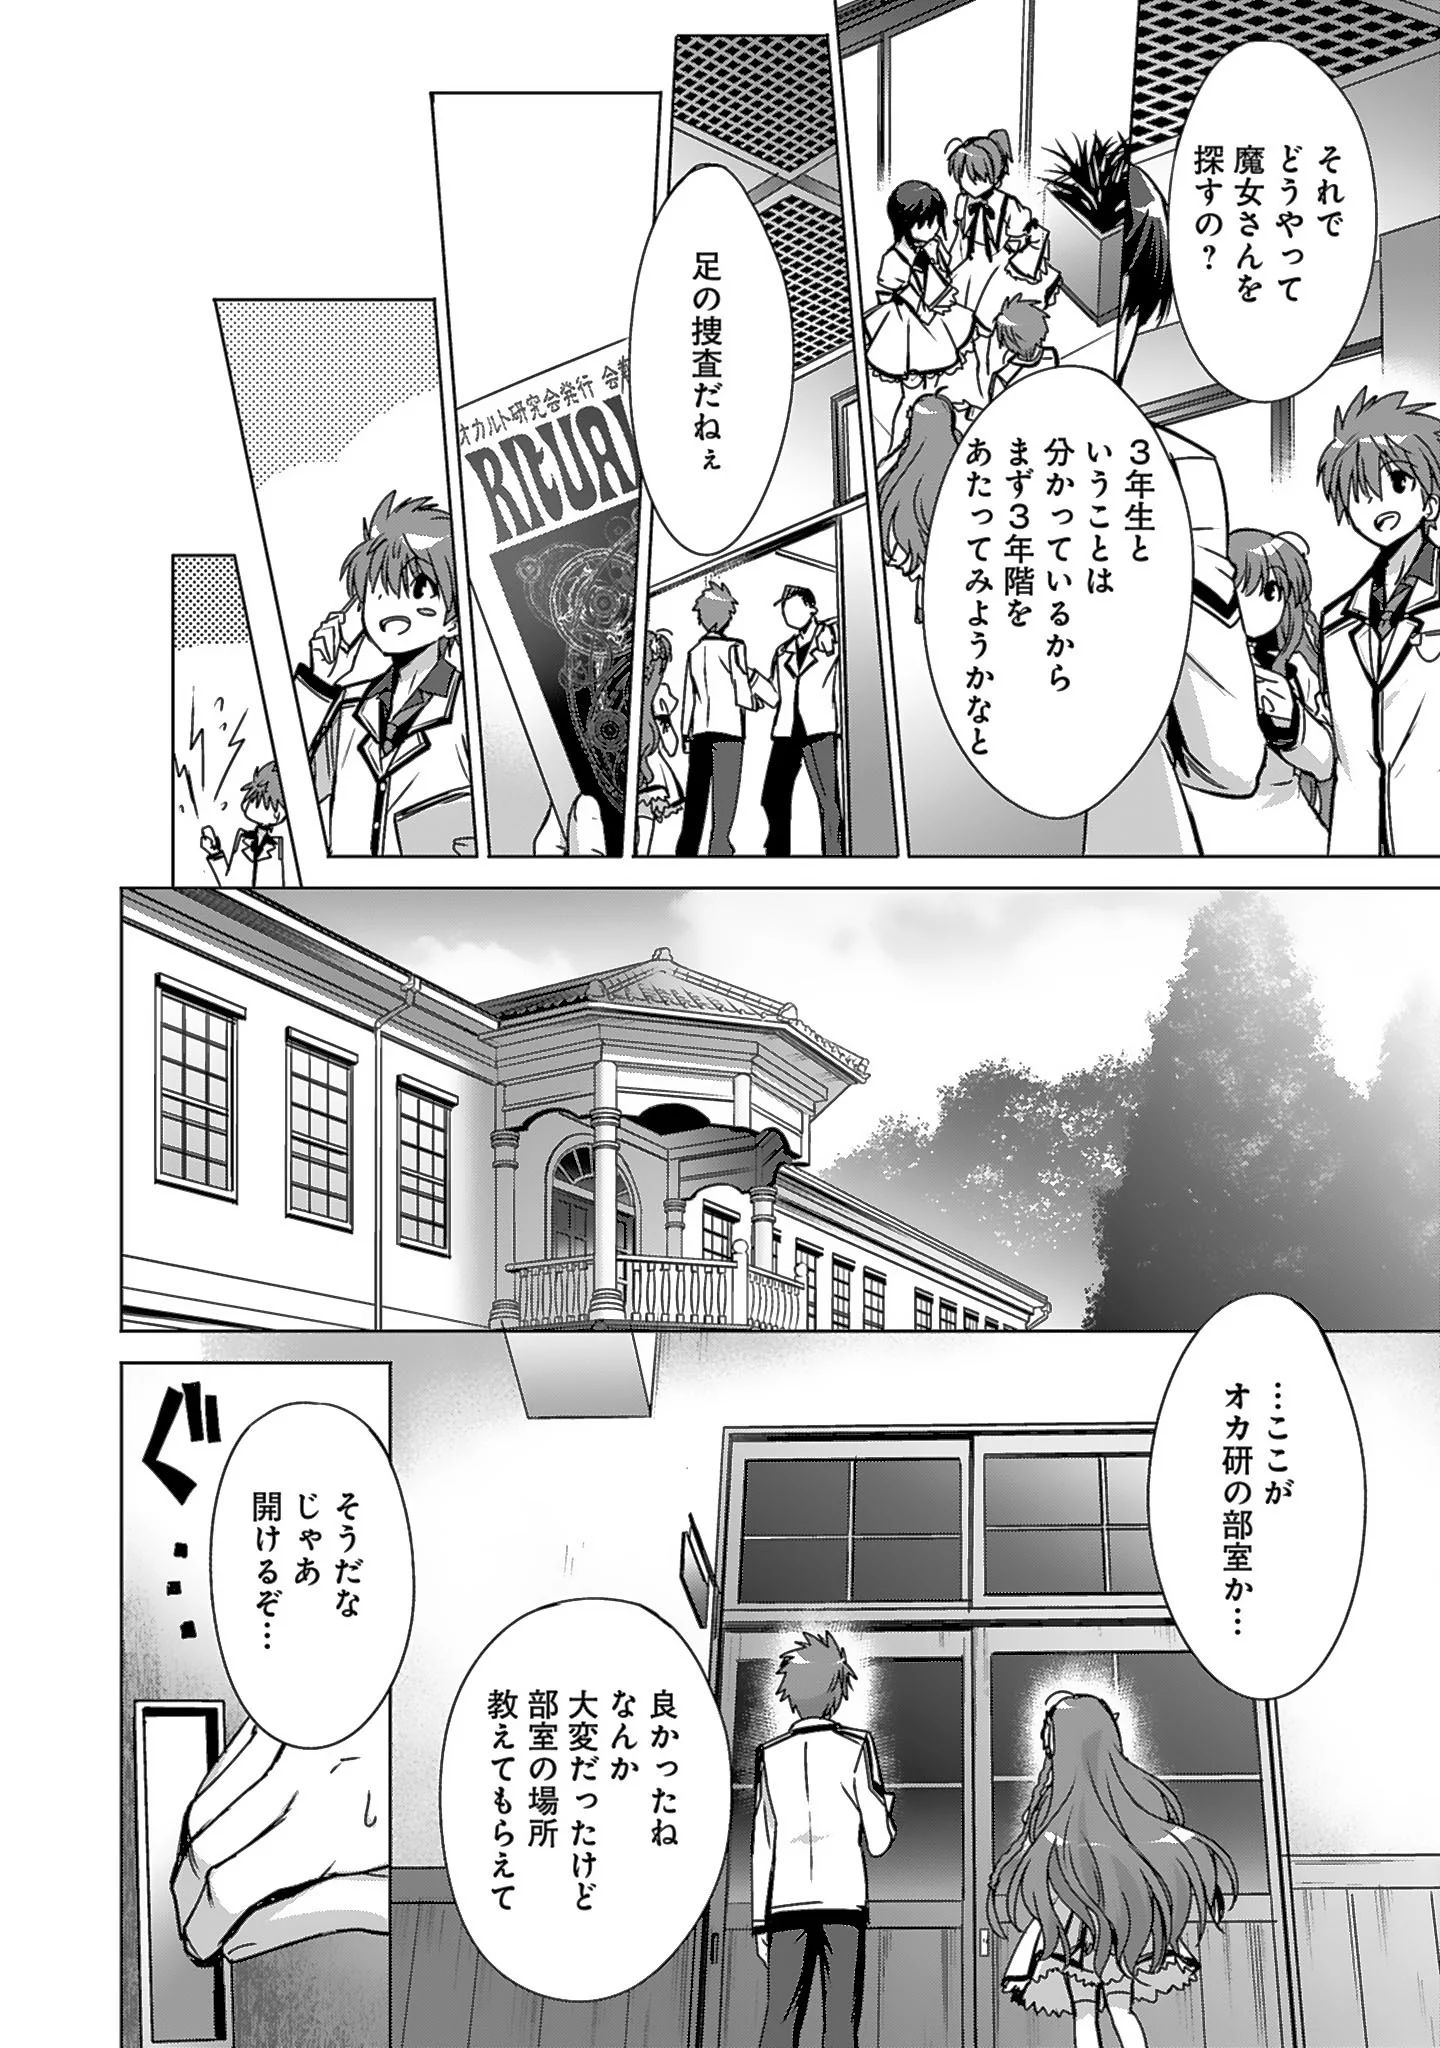 それで
どうやって
魔女さんを
探すの?
3年生と
いうことは
分かっているから
まず3年階を
あたってみようかなと
足の捜査だねぇ
オカルト研究会発行
RITUAL
…ここが
オカ研の部室か…
良かったね
なんか
大変だったけど
部室の場所
教えてもらえて
そうだな
じゃあ
開けるぞ…
ぐ…